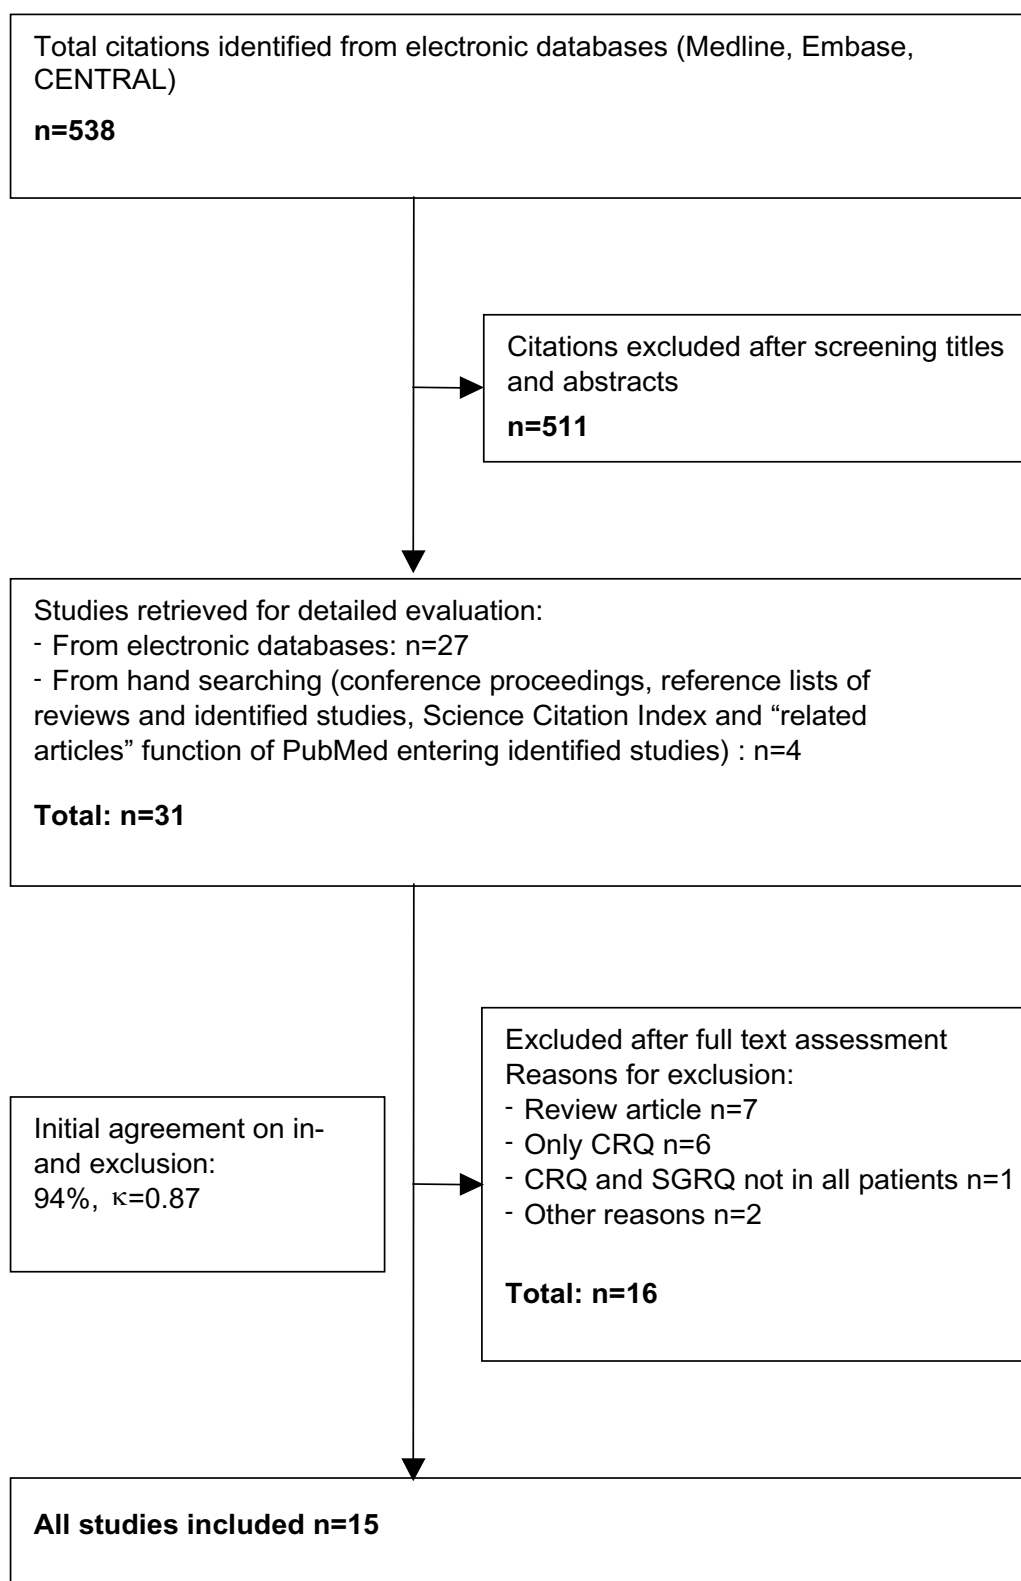 Total citations identified from electronic databases (Medline, Embase,
CENTRAL)
n=538
Citations excluded after screening titles
and abstracts
n=511
Studies retrieved for detailed evaluation:
- From electronic databases: n=27
- From hand searching (conference proceedings, reference lists of
reviews and identified studies, Science Citation Index and “related
articles” function of PubMed entering identified studies) : n=4
Total: n=31
Initial agreement on in-
and exclusion:
94%, κ=0.87
Excluded after full text assessment
Reasons for exclusion:
- Review article n=7
- Only CRQ n=6
- CRQ and SGRQ not in all patients n=1
- Other reasons n=2
Total: n=16
All studies included n=15